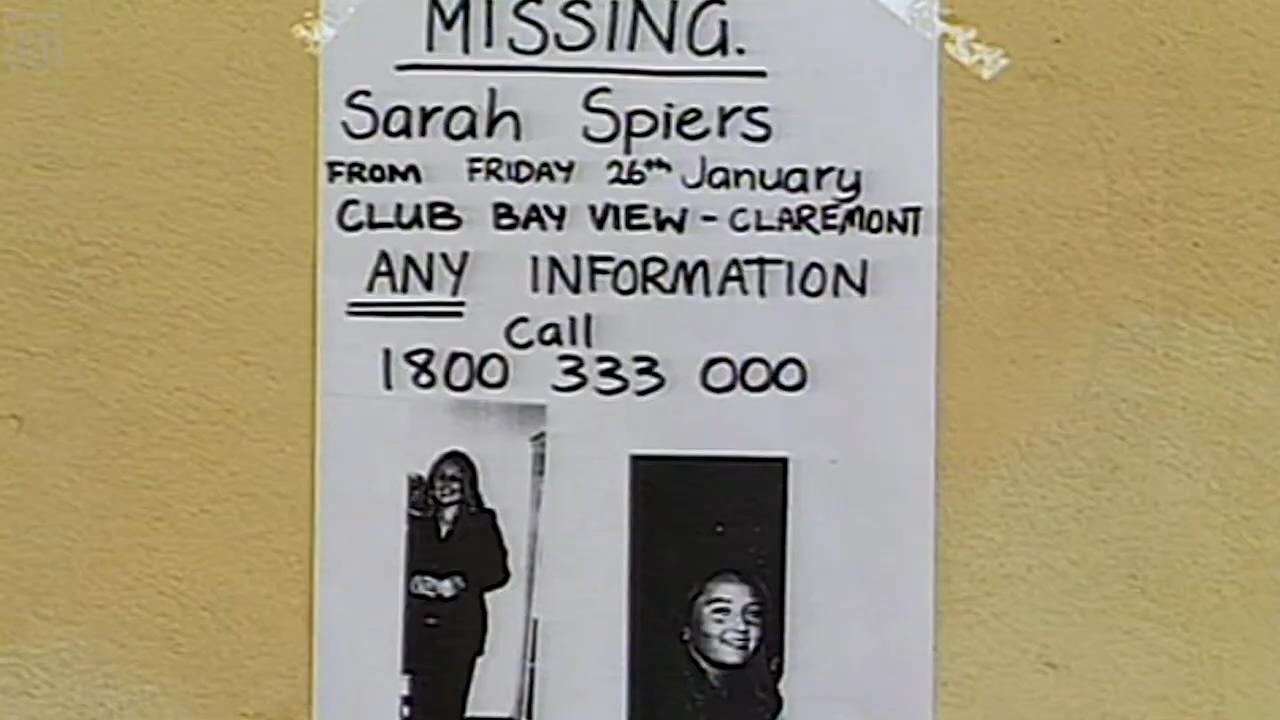 MISSING.
Sarah Spiers
FROM FRIDAY 26th January
CLUB BAY VIEW - CLAREMONT
ANY INFORMATION
Call
1800 333 000